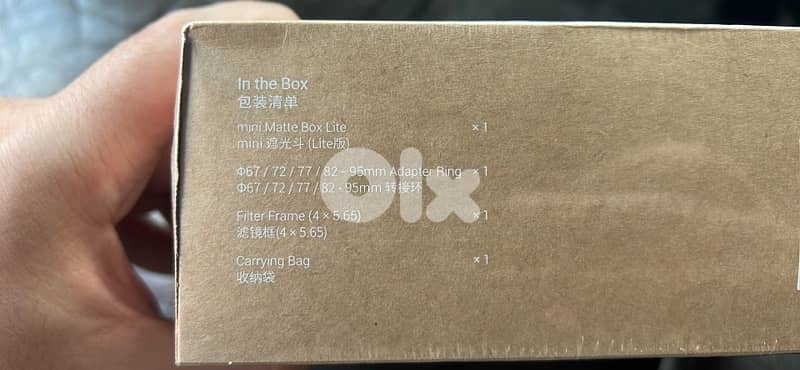 In the Box
包装清单
mini Matte Box Lite × 1
mini 遮光斗 (Lite版)
Φ67 / 72 / 77 / 82 - 95mm Adapter Ring × 1
Φ67 / 72 / 77 / 82 - 95mm 转接环
Filter Frame (4 × 5.65) × 1
滤镜框(4 × 5.65)
Carrying Bag × 1
收纳袋
olx